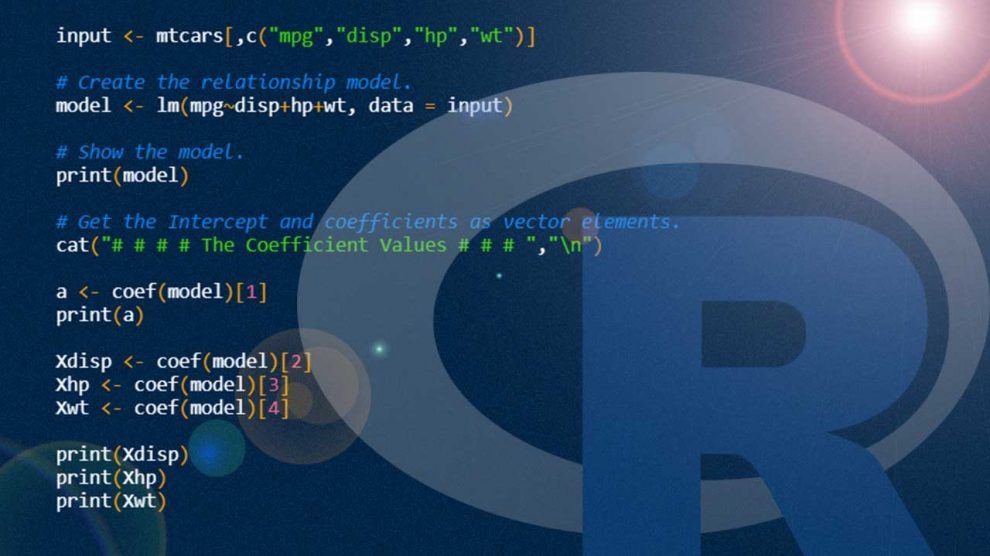 input <- mtcars[,c("mpg","disp","hp","wt")]
# Create the relationship model.
model <- lm(mpg~disp+hp+wt, data = input)
# Show the model.
print(model)
# Get the Intercept and coefficients as vector elements.
cat("# # # # The Coefficient Values # # # ","\n")
a <- coef(model)[1]
print(a)
Xdisp <- coef(model)[2]
Xhp <- coef(model)[3]
Xwt <- coef(model)[4]
print(Xdisp)
print(Xhp)
print(Xwt)
R